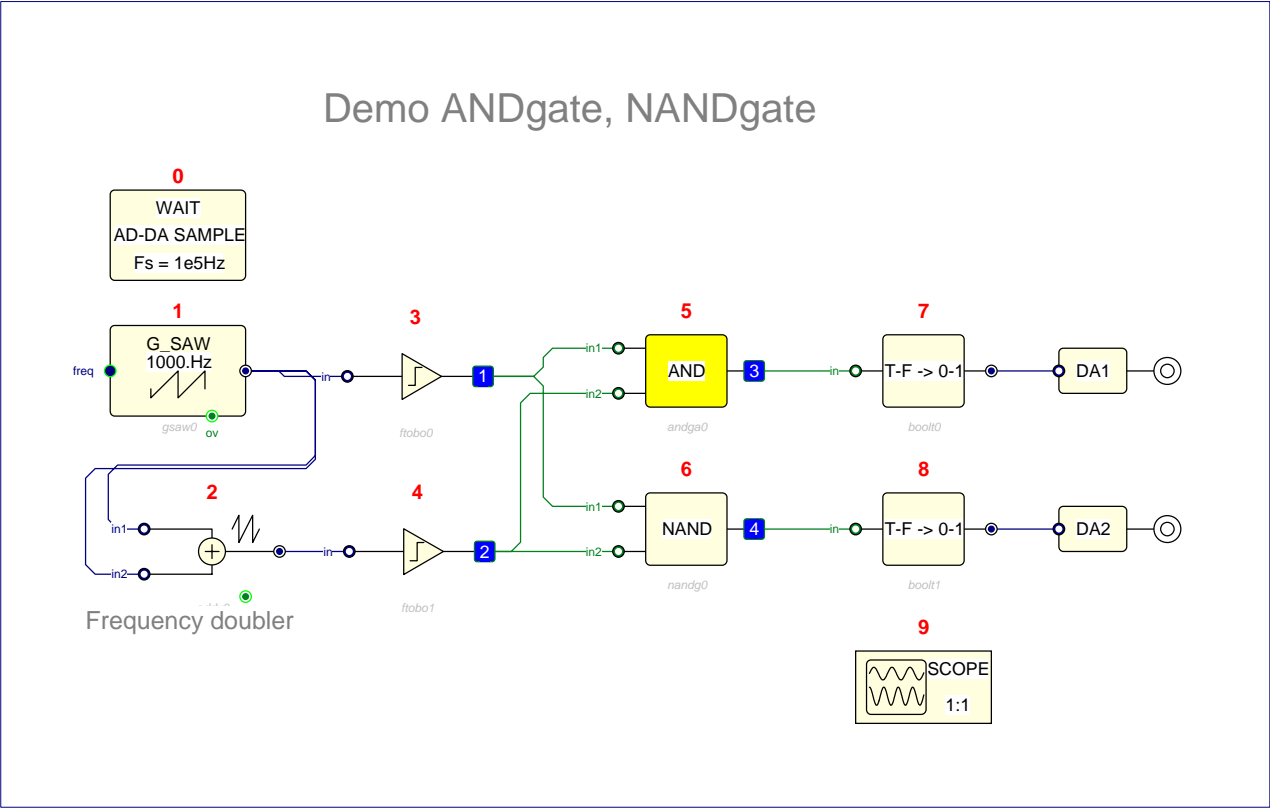 Demo ANDgate, NANDgate
0
WAIT
AD-DA SAMPLE
Fs = 1e5Hz
1
G_SAW
1000.Hz
freq
gsaw0
ov
3
in
1
ftobo0
5
in1
in2
AND
3
andga0
7
in
T-F -> 0-1
boolt0
DA1
2
in1
in2
Frequency doubler
4
in
2
ftobo1
6
in1
in2
NAND
4
nandg0
8
in
T-F -> 0-1
boolt1
DA2
9
SCOPE
1:1